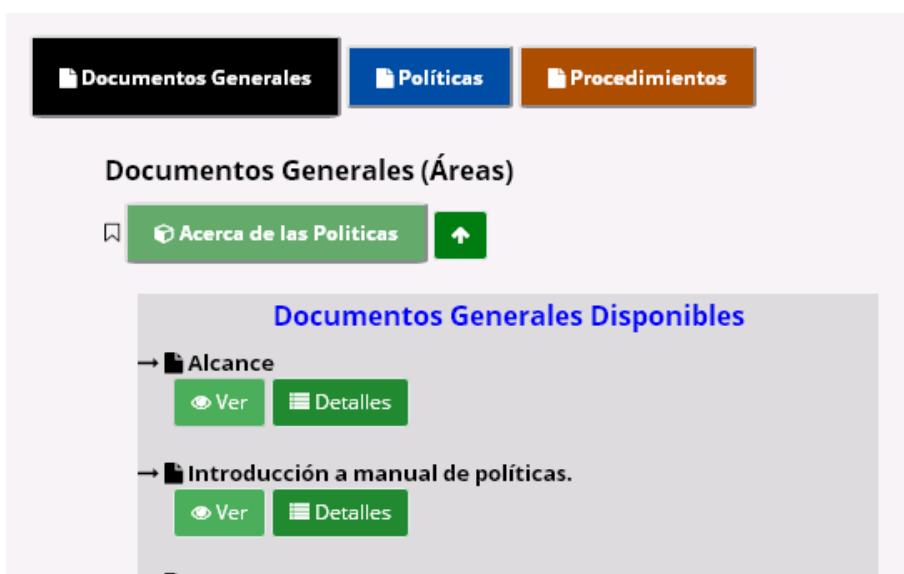 Documentos Generales
Políticas
Procedimientos
Documentos Generales (Áreas)
Acerca de las Politicas
Documentos Generales Disponibles
Alcance
Ver
Detalles
Introducción a manual de políticas.
Ver
Detalles